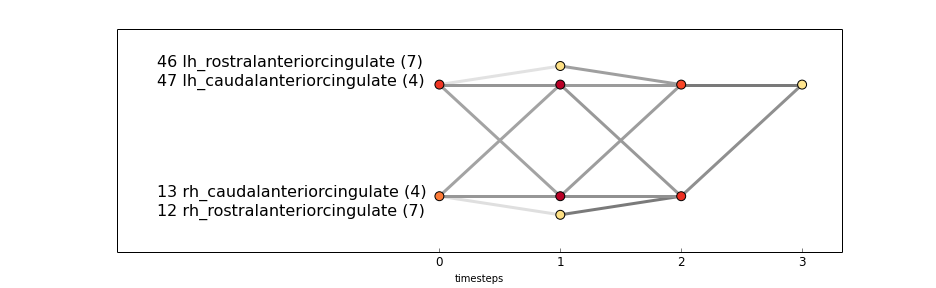 46 lh_rostralanteriorcingulate (7)
47 lh_caudalanteriorcingulate (4)
13 rh_caudalanteriorcingulate (4)
12 rh_rostralanteriorcingulate (7)
0 1 2 3
timesteps